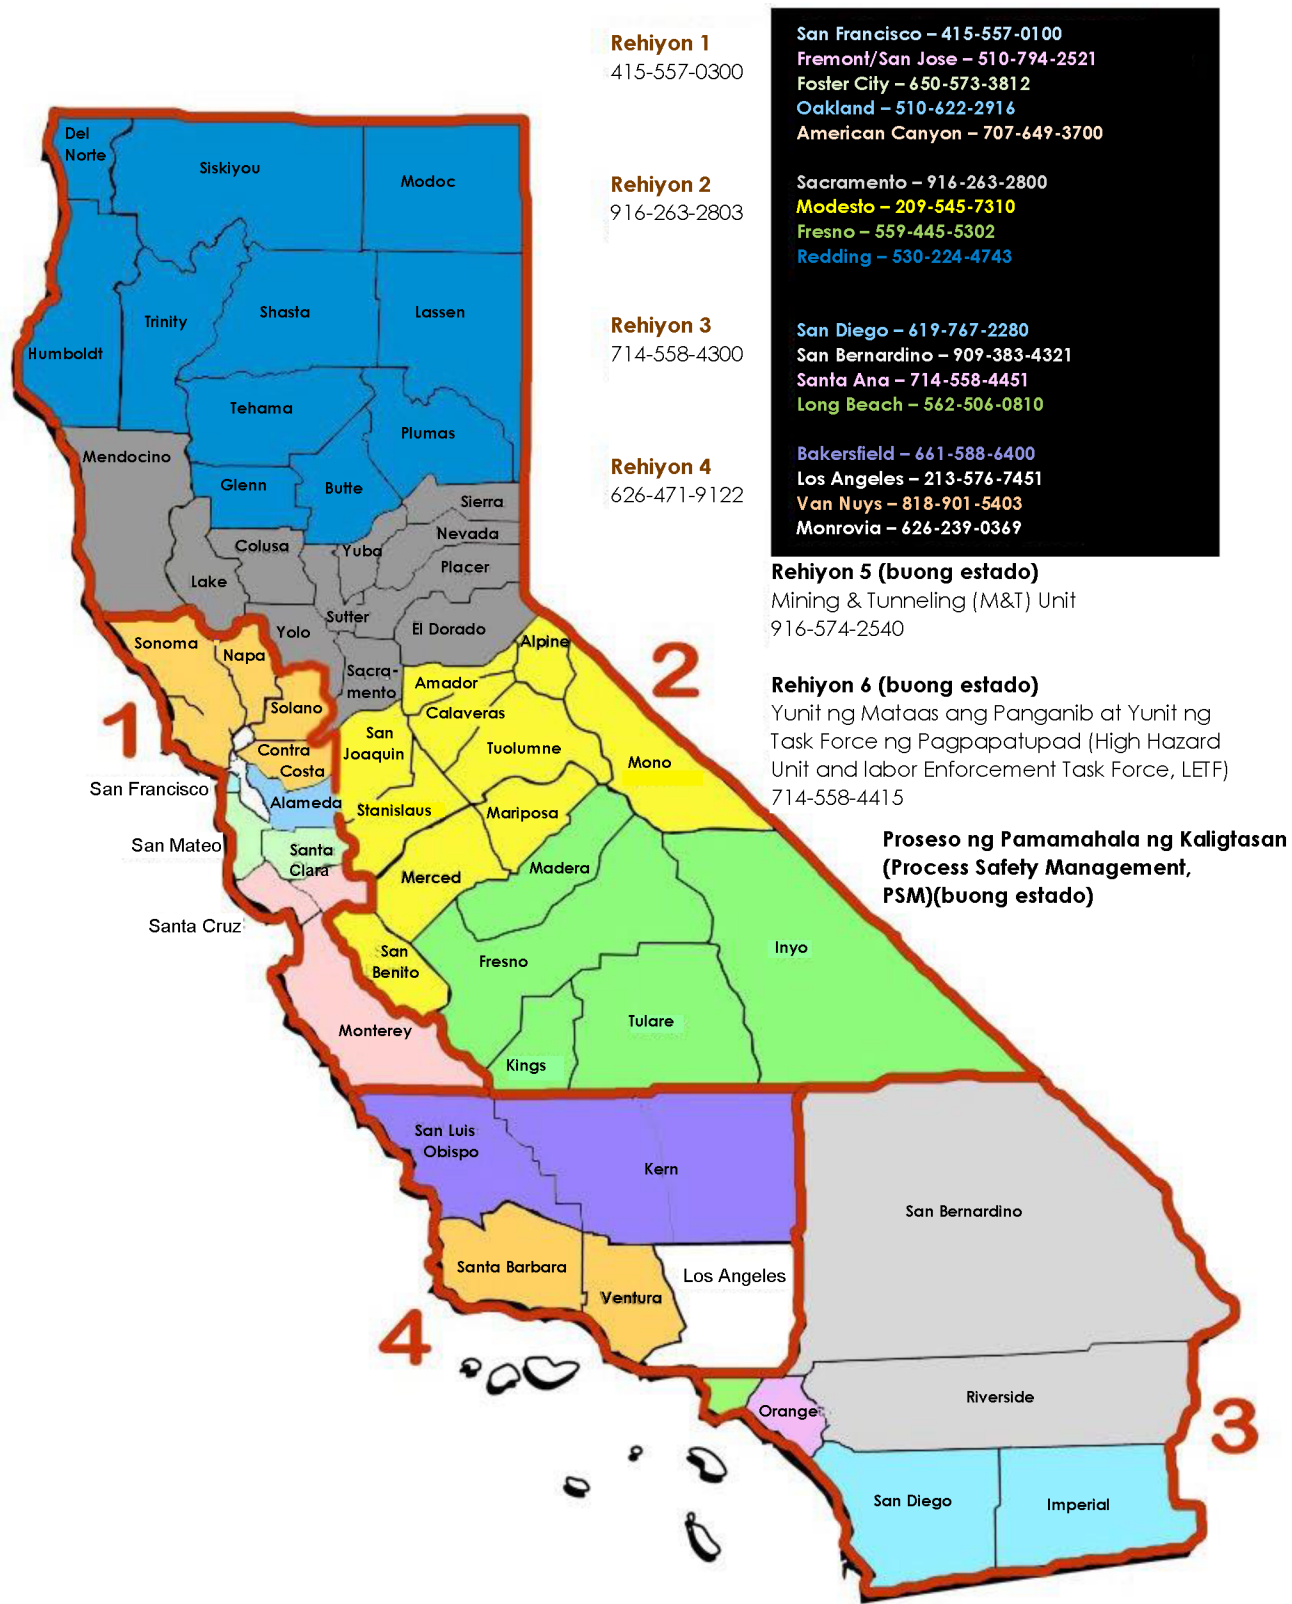 Rehiyon 1
415-557-0300
San Francisco – 415-557-0100
Fremont/San Jose – 510-794-2521
Foster City – 650-573-3812
Oakland – 510-622-2916
American Canyon – 707-649-3700
Rehiyon 2
916-263-2803
Sacramento – 916-263-2800
Modesto – 209-545-7310
Fresno – 559-445-5302
Redding – 530-224-4743
Rehiyon 3
714-558-4300
San Diego – 619-767-2280
San Bernardino – 909-383-4321
Santa Ana – 714-558-4451
Long Beach – 562-506-0810
Rehiyon 4
626-471-9122
Bakersfield – 661-588-6400
Los Angeles – 213-576-7451
Van Nuys – 818-901-5403
Monrovia – 626-239-0369
Rehiyon 5 (buong estado)
Mining & Tunneling (M&T) Unit
916-574-2540
Rehiyon 6 (buong estado)
Yunit ng Mataas ang Panganib at Yunit ng
Task Force ng Pagpapatupad (High Hazard
Unit and labor Enforcement Task Force, LETF)
714-558-4415
Proseso ng Pamamahala ng Kaligtasan
(Process Safety Management,
PSM)(buong estado)
Del
Norte
Siskiyou
Modoc
Humboldt
Trinity
Shasta
Lassen
Tehama
Plumas
Glenn
Butte
Mendocino
Sierra
Nevada
Colusa
Yuba
Placer
Lake
Sutter
Yolo
El Dorado
Sacra-
mento
Sonoma
Napa
Solano
Contra
Costa
1
2
Alpine
Amador
Calaveras
San
Joaquin
Tuolumne
Mono
San Francisco
Alameda
Stanislaus
Mariposa
San Mateo
Santa
Clara
Merced
Madera
Santa Cruz
San
Benito
Fresno
Inyo
Monterey
Tulare
Kings
San Luis
Obispo
Kern
San Bernardino
Santa Barbara
Ventura
Los Angeles
4
Orange
Riverside
3
San Diego
Imperial